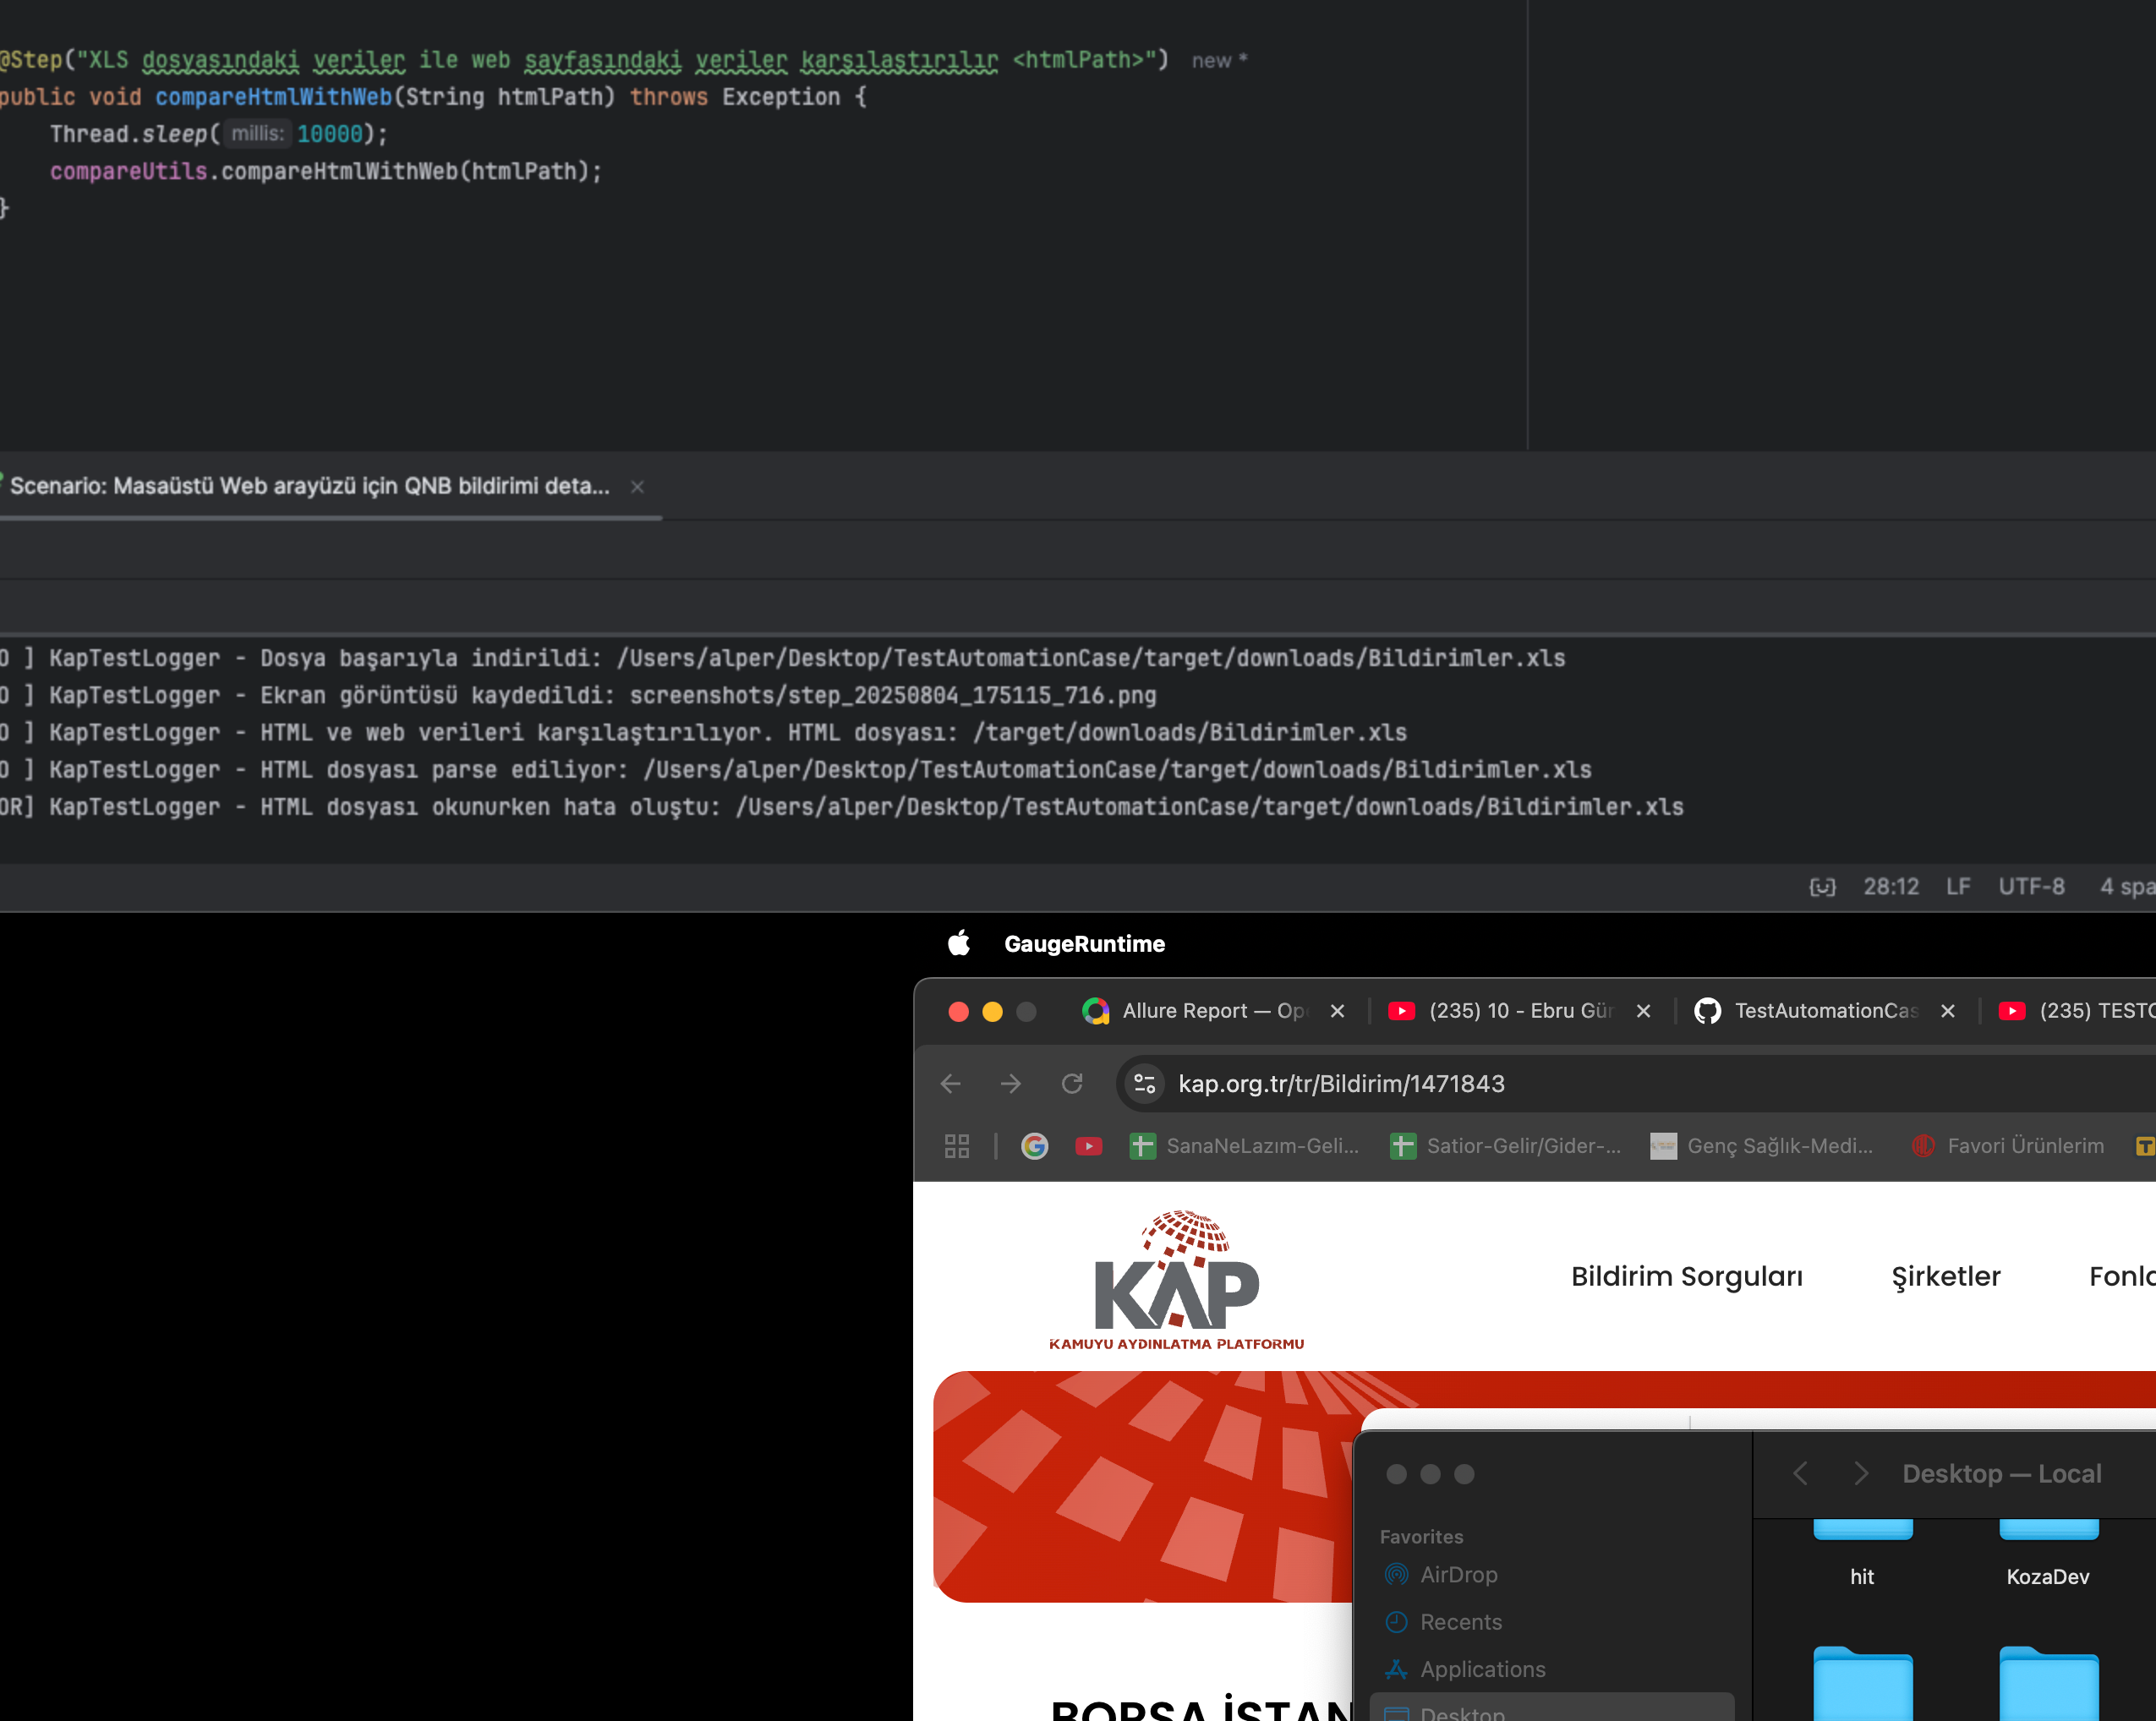 @Step("XLS dosyasındaki veriler ile web sayfasındaki veriler karşılaştırılır <htmlPath>") new *
public void compareHtmlWithWeb(String htmlPath) throws Exception {
Thread.sleep( millis: 10000);
compareUtils.compareHtmlWithWeb(htmlPath);
}
Scenario: Masaüstü Web arayüzü için QNB bildirimi deta...
O ] KapTestLogger - Dosya başarıyla indirildi: /Users/alper/Desktop/TestAutomationCase/target/downloads/Bildirimler.xls
O ] KapTestLogger - Ekran görüntüsü kaydedildi: screenshots/step_20250804_175115_716.png
O ] KapTestLogger - HTML ve web verileri karşılaştırılıyor. HTML dosyası: /target/downloads/Bildirimler.xls
O ] KapTestLogger - HTML dosyası parse ediliyor: /Users/alper/Desktop/TestAutomationCase/target/downloads/Bildirimler.xls
OR] KapTestLogger - HTML dosyası okunurken hata oluştu: /Users/alper/Desktop/TestAutomationCase/target/downloads/Bildirimler.xls
28:12 LF UTF-8 4 spa
GaugeRuntime
Allure Report — Op (235) 10 - Ebru Gün TestAutomationCas (235) TESTO
kap.org.tr/tr/Bildirim/1471843
SanaNeLazım-Geli... Satior-Gelir/Gider-... Genç Sağlık-Medi... Favori Ürünlerim
KAP
KAMUYU AYDINLATMA PLATFORMU
Bildirim Sorguları Şirketler Fonla
Desktop — Local
Favorites
AirDrop
Recents
Applications
Desktop
hit KozaDev
BORSA İSTAN